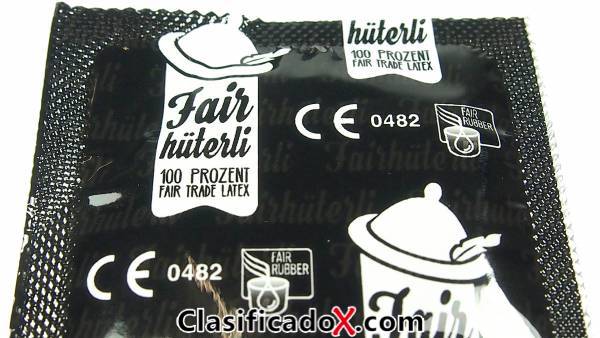 hüterli
100 PROZENT
FAIR TRADE LATEX
Fair
hüterli
100 PROZENT
FAIR TRADE LATEX
CE 0482
FAIR
RUBBER
Fairhüterli
Fairhüterli
CE 0482
FAIR
RUBBER
Fair
ClasificadoX.com